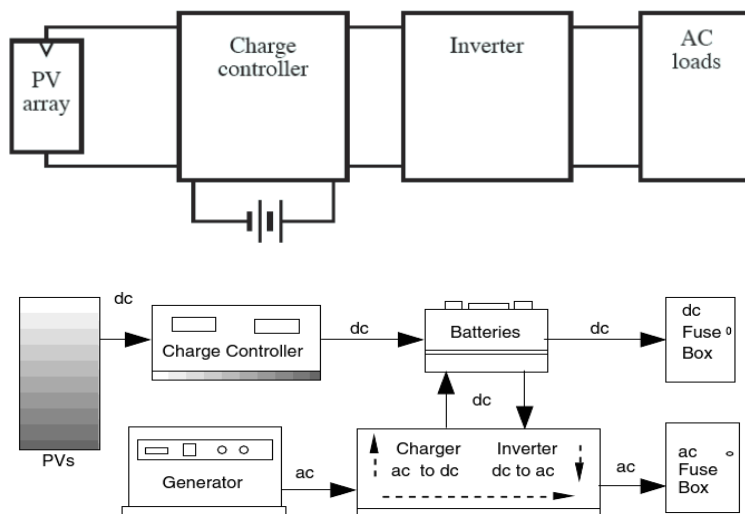 PV
array
Charge
controller
Inverter
AC
loads
dc
Charge Controller
dc
Batteries
dc
dc
Fuse
Box
PVs
dc
Generator
ac
Charger
ac to dc
Inverter
dc to ac
ac
ac
Fuse
Box